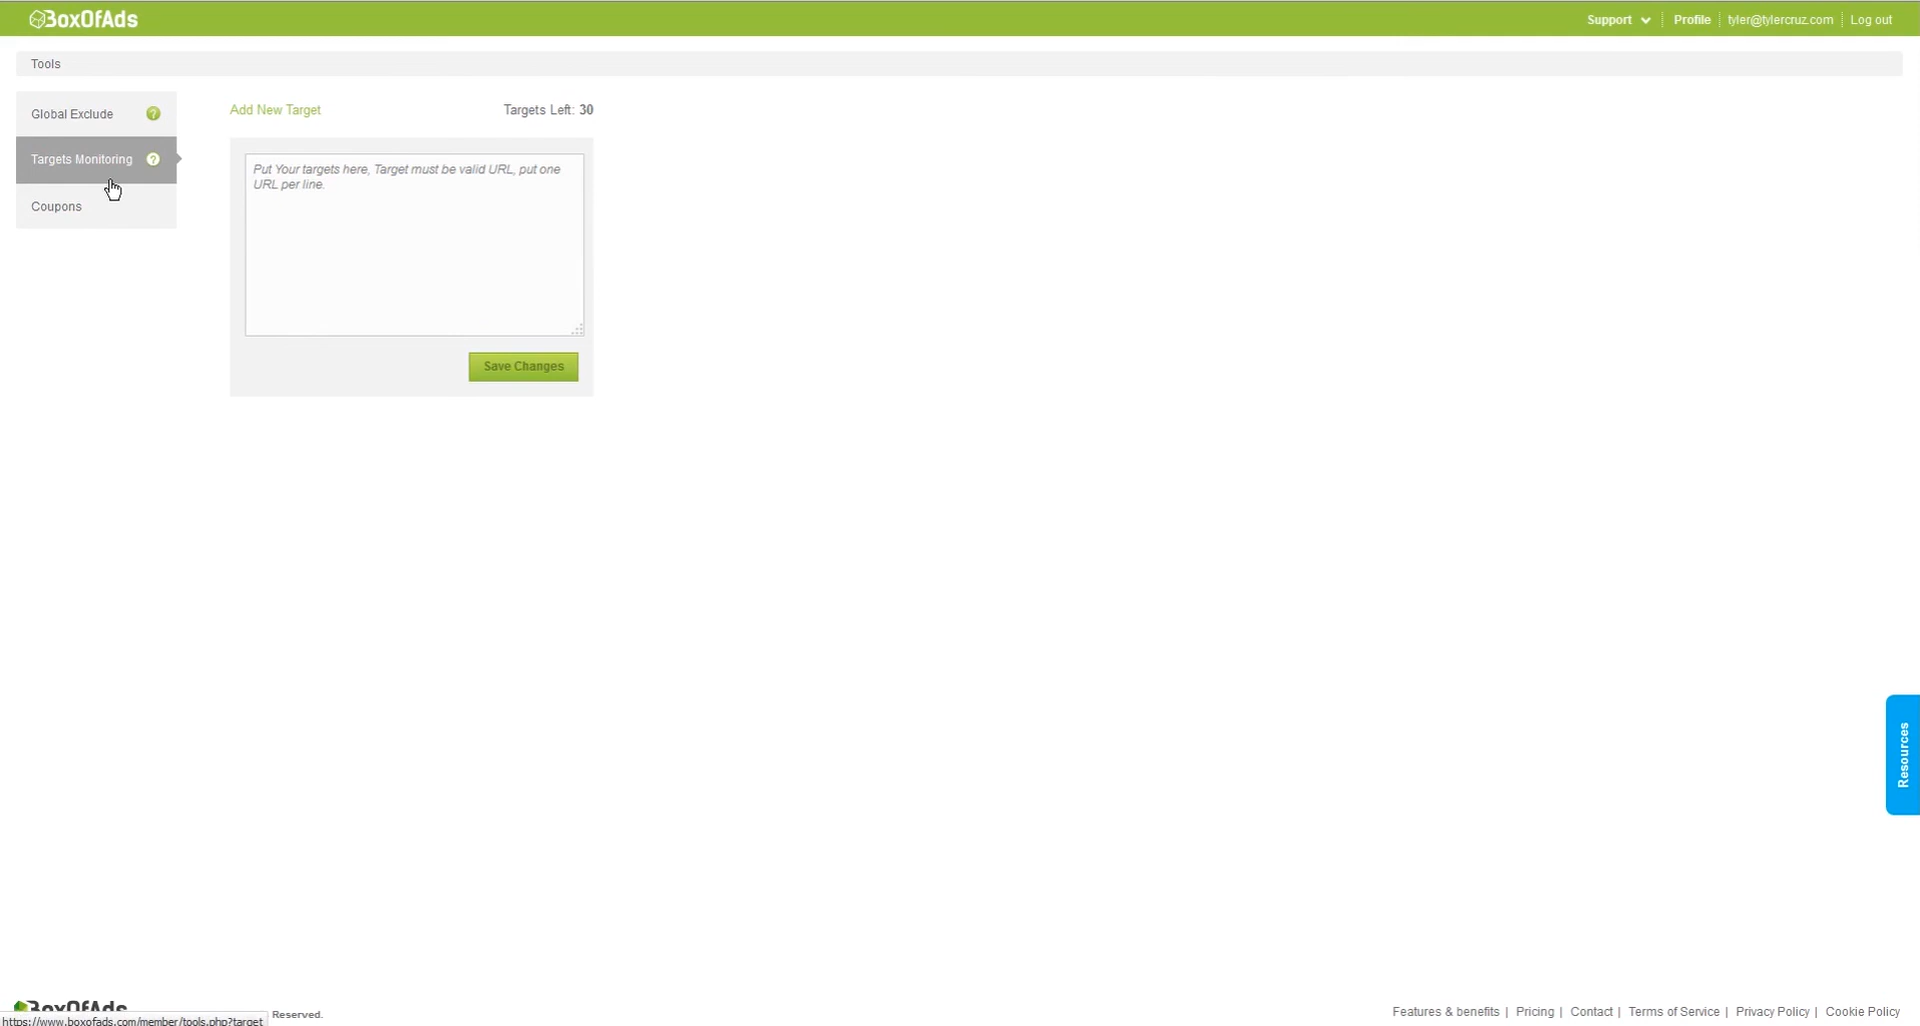 BoxOfAds
Support
Profile
tyler@tylercruz.com
Log out
Tools
Global Exclude ?
Targets Monitoring ?
Coupons
Add New Target
Targets Left: 30
Put Your targets here, Target must be valid URL, put one
URL per line.
Save Changes
Resources
BoxOfAds
Reserved.
https://www.boxofads.com/member/tools.php?target
Features & benefits | Pricing | Contact | Terms of Service | Privacy Policy | Cookie Policy